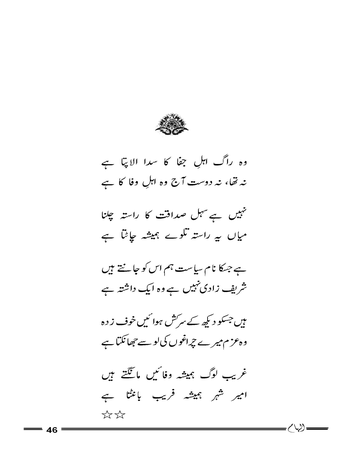 وہ راگ اہلِ جفا کا سدا الاپتا ہے
نہ تھا، نہ دوست آج وہ اہلِ وفا کا ہے
نہیں ہے سہل صداقت کا راستہ چلنا
میاں یہ راستہ تلوے ہمیشہ چاٹتا ہے
ہے جسکا نام سیاست ہم اس کو جانتے ہیں
شریف زادی نہیں ہے وہ ایک داشتہ ہے
ہیں جسکو دیکھ کے سرکش ہوائیں خوف زدہ
وہ عزم میرے چراغوں کی لو سے جھانکتا ہے
غریب لوگ ہمیشہ وفائیں مانگتے ہیں
امیر شہر ہمیشہ فریب بانٹتا ہے
☆☆
46